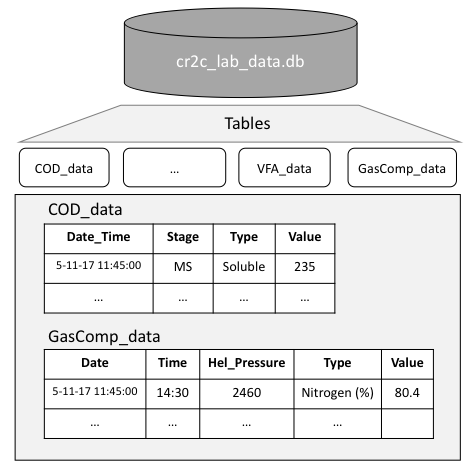 cr2c_lab_data.db
Tables
COD_data ... VFA_data GasComp_data
COD_data
Date_Time Stage Type Value
5-11-17 11:45:00 MS Soluble 235
... ... ... ...
GasComp_data
Date Time Hel_Pressure Type Value
5-11-17 11:45:00 14:30 2460 Nitrogen (%) 80.4
... ... ... ...